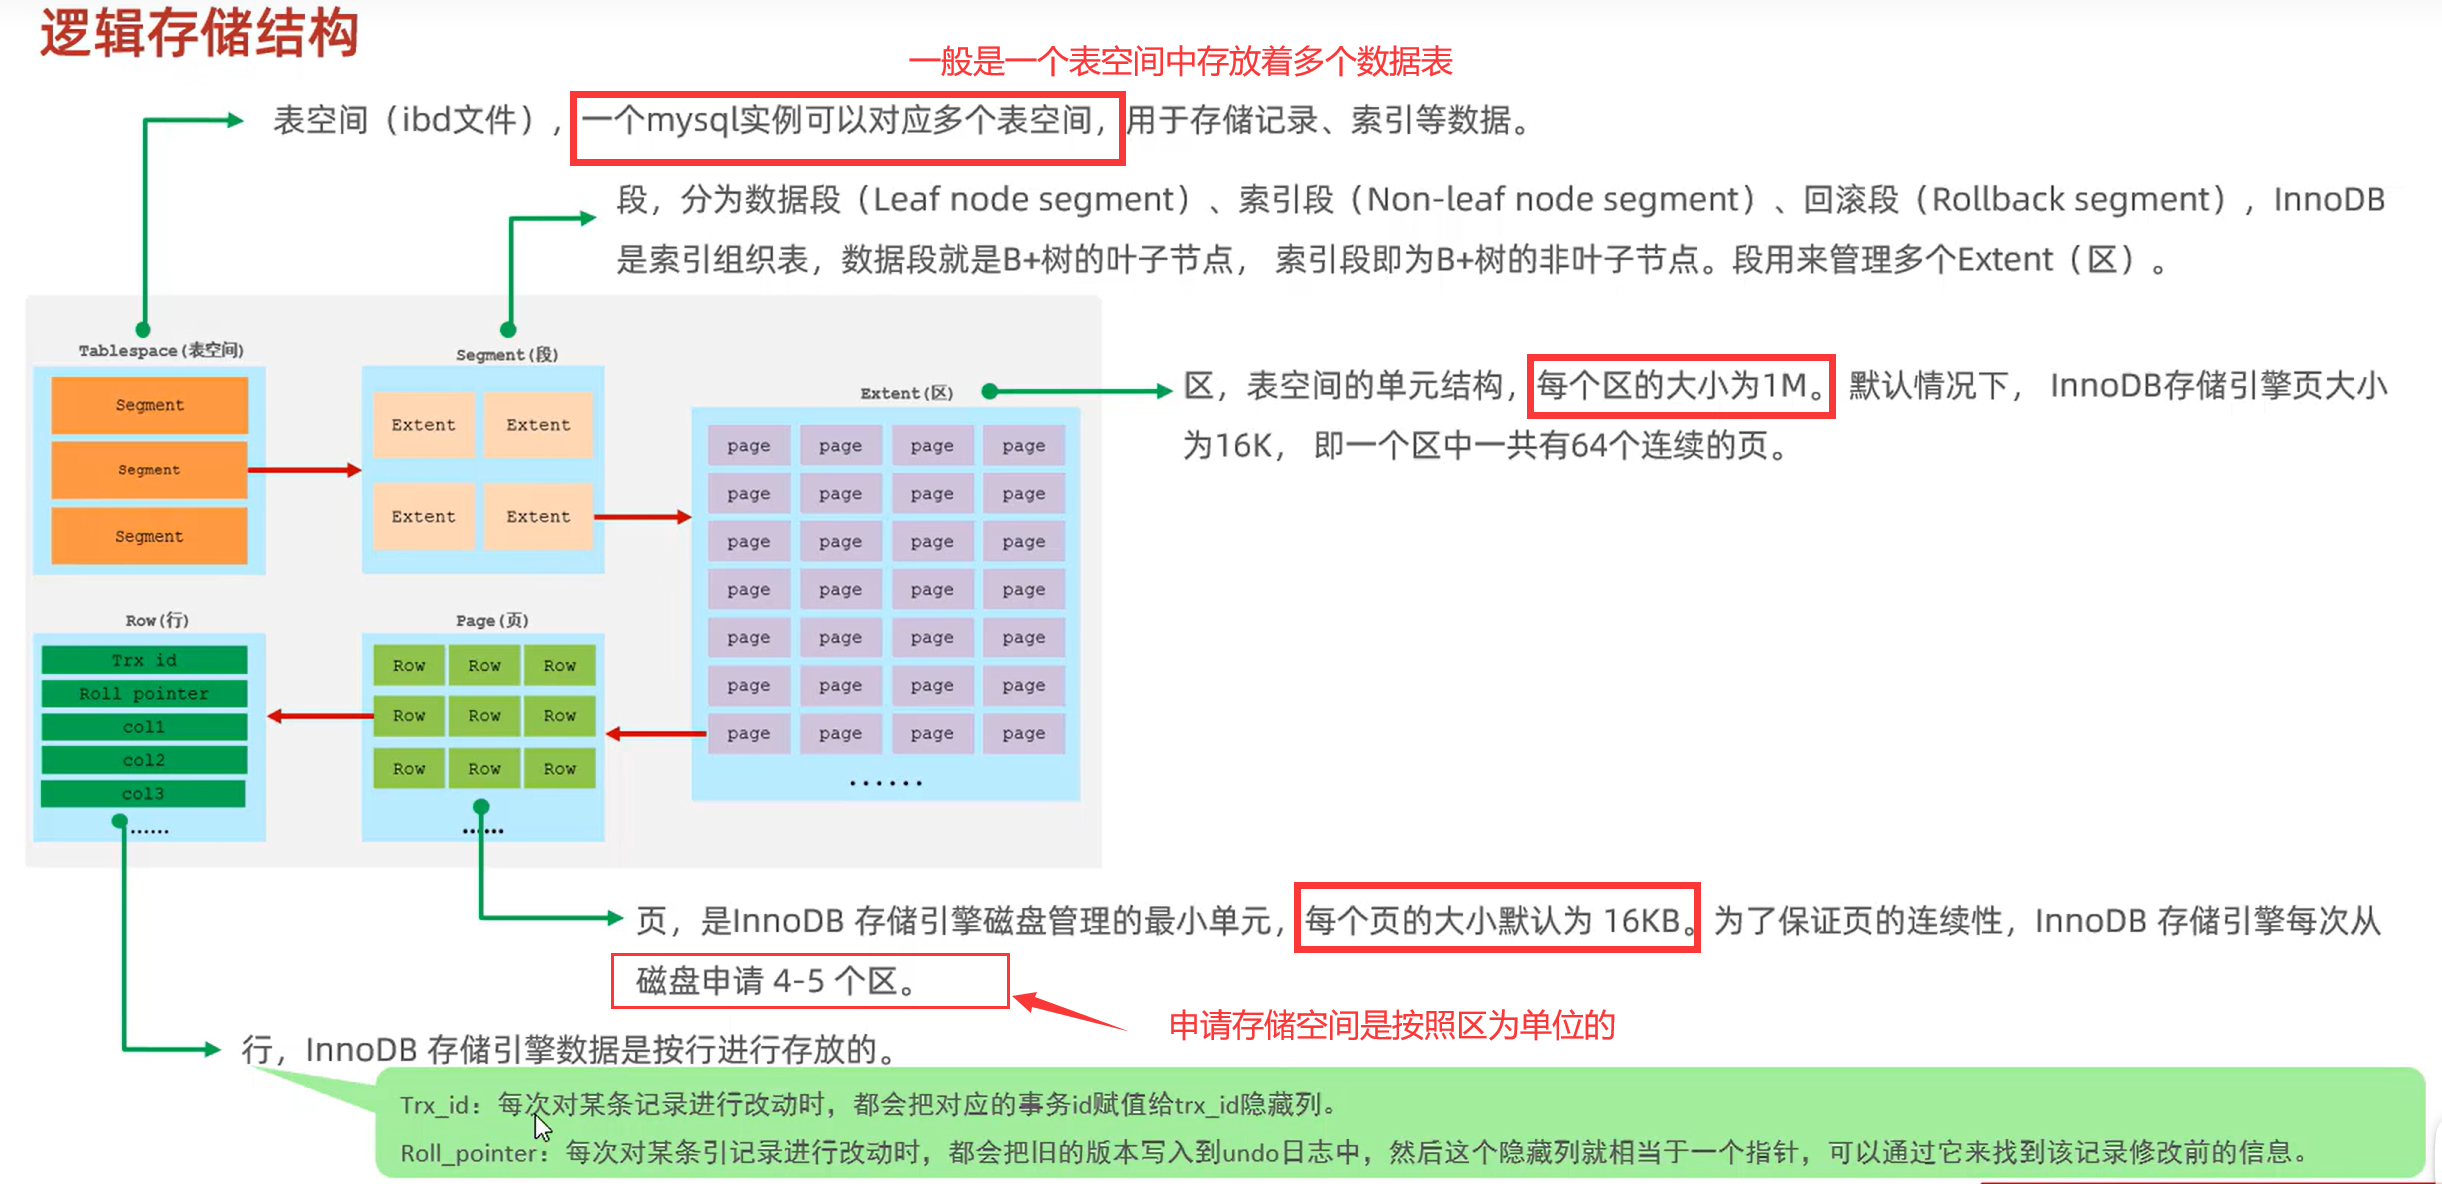 逻辑存储结构
一般是一个表空间中存放着多个数据表
表空间（ibd文件），一个mysql实例可以对应多个表空间，用于存储记录、索引等数据。
段，分为数据段（Leaf node segment）、索引段（Non-leaf node segment）、回滚段（Rollback segment），InnoDB
是索引组织表，数据段就是B+树的叶子节点， 索引段即为B+树的非叶子节点。段用来管理多个Extent（区）。
Tablespace(表空间)
Segment
Segment
Segment
Segment(段)
Extent Extent
Extent Extent
Extent(区)
page page page page
page page page page
page page page page
page page page page
page page page page
page page page page
page page page page
......
区，表空间的单元结构，每个区的大小为1M。 默认情况下， InnoDB存储引擎页大小
为16K， 即一个区中一共有64个连续的页。
Row(行)
Trx id
Roll pointer
col1
col2
col3
......
Page(页)
Row Row Row
Row Row Row
Row Row Row
......
页，是InnoDB 存储引擎磁盘管理的最小单元，每个页的大小默认为 16KB。为了保证页的连续性，InnoDB 存储引擎每次从
磁盘申请 4-5 个区。
申请存储空间是按照区为单位的
行，InnoDB 存储引擎数据是按行进行存放的。
Trx_id：每次对某条记录进行改动时，都会把对应的事务id赋值给trx_id隐藏列。
Roll_pointer：每次对某条引记录进行改动时，都会把旧的版本写入到undo日志中，然后这个隐藏列就相当于一个指针，可以通过它来找到该记录修改前的信息。